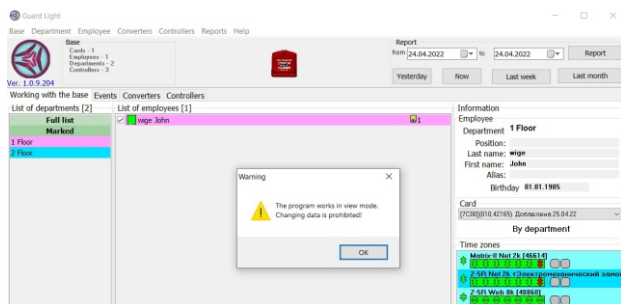 Guard Light
Base Department Employee Converters Controllers Reports Help
Base
Cards - 1
Employees - 1
Departments - 2
Controllers - 3
Ver. 1.0.9.204
Report
from 24.04.2022 to 24.04.2022 Report
Yesterday Now Last week Last month
Working with the base Events Converters Controllers
List of departments [2]
Full list
Marked
1 Floor
2 Floor
List of employees [1]
wige John 1
Warning
The program works in view mode.
Changing data is prohibited!
OK
Information
Employee
Department 1 Floor
Position:
Last name: wige
First name: John
Alias:
Birthday 01.01.1985
Card
[7C00](010,42165) Добавлена 25.04.22
By department
Time zones
Matrix-II Net 2k [46614]
Z-5R Net 2k <Электромеханический замо
Z-5R Web 8k [40860]